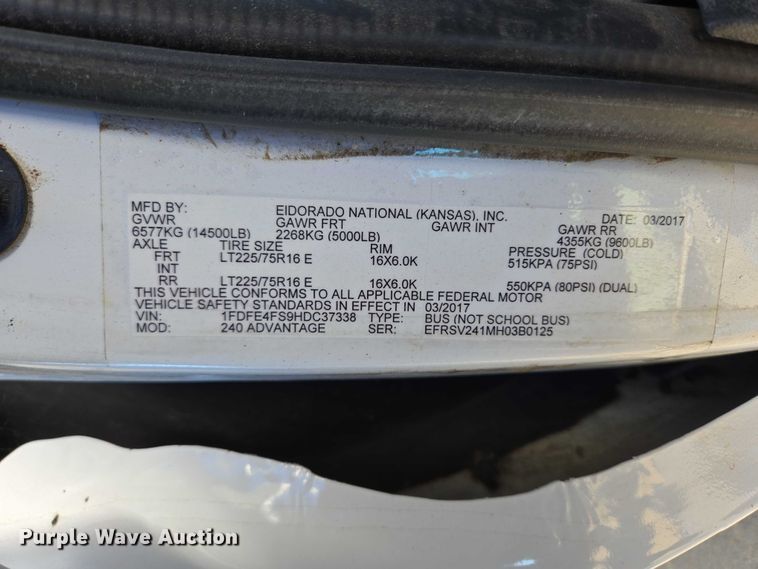 MFD BY: EIDORADO NATIONAL (KANSAS), INC. DATE: 03/2017
GVWR GAWR FRT GAWR INT GAWR RR
6577KG (14500LB) 2268KG (5000LB) 4355KG (9600LB)
AXLE TIRE SIZE RIM PRESSURE (COLD)
FRT LT225/75R16 E 16X6.0K 515KPA (75PSI)
INT
RR LT225/75R16 E 16X6.0K 550KPA (80PSI) (DUAL)
THIS VEHICLE CONFORMS TO ALL APPLICABLE FEDERAL MOTOR
VEHICLE SAFETY STANDARDS IN EFFECT IN 03/2017
VIN: 1FDFE4FS9HDC37338 TYPE: BUS (NOT SCHOOL BUS)
MOD: 240 ADVANTAGE SER: EFRSV241MH03B0125
Purple Wave Auction